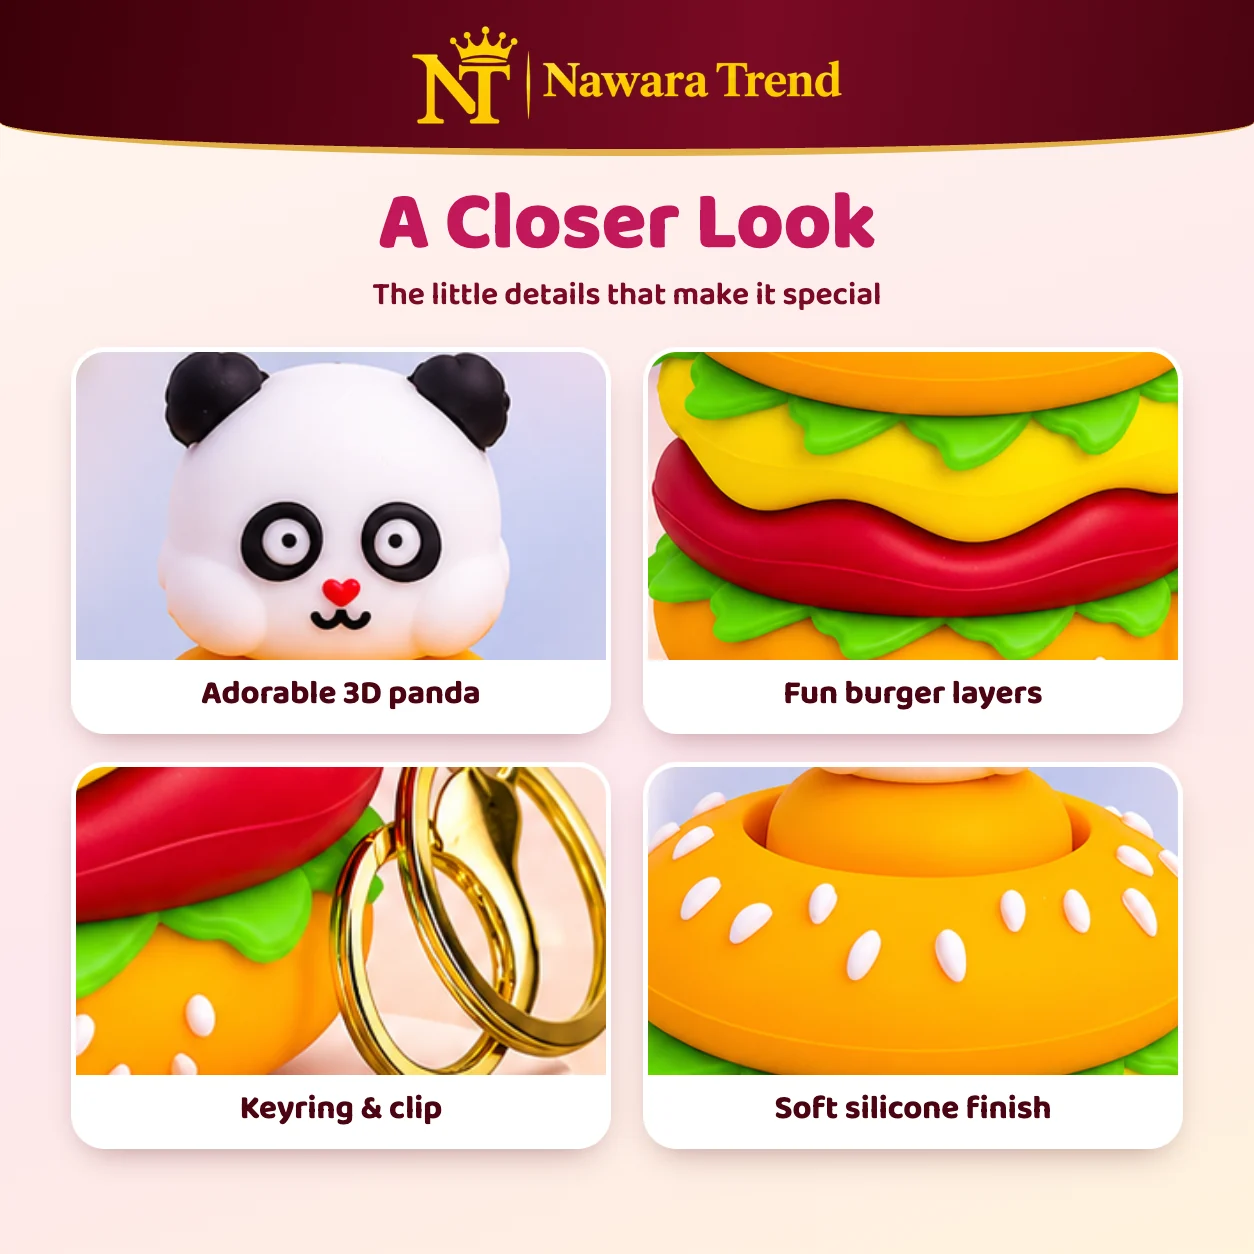 NT | Nawara Trend
A Closer Look
The little details that make it special
Adorable 3D panda
Fun burger layers
Keyring & clip
Soft silicone finish